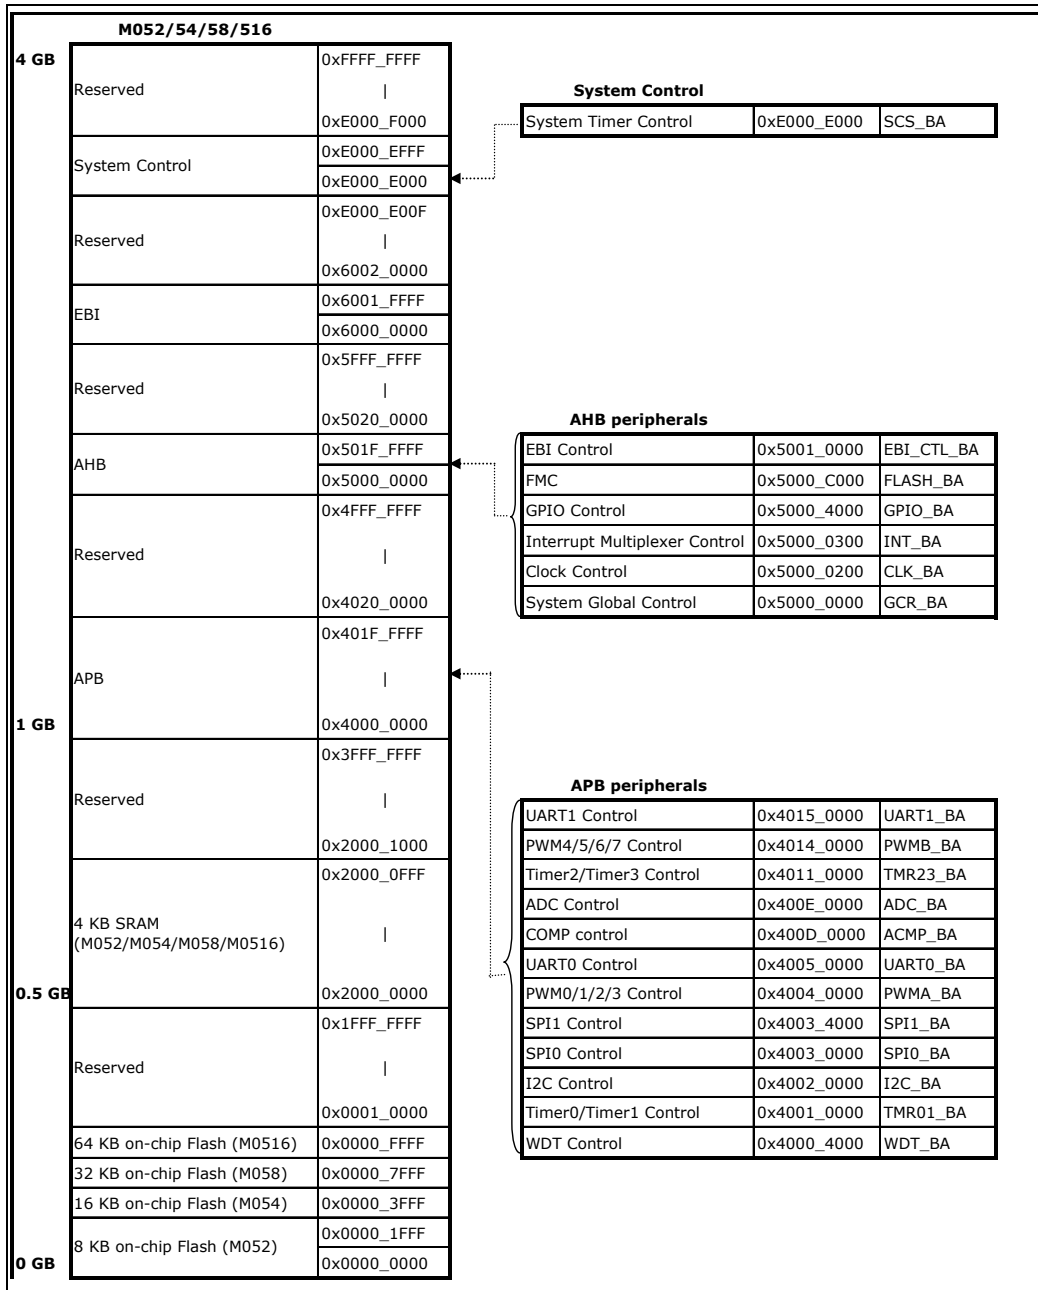 M052/54/58/516
4 GB
Reserved
0xFFFF_FFFF
|
0xE000_F000
System Control
0xE000_EFFF
0xE000_E000
Reserved
0xE000_E00F
|
0x6002_0000
EBI
0x6001_FFFF
0x6000_0000
Reserved
0x5FFF_FFFF
|
0x5020_0000
AHB
0x501F_FFFF
0x5000_0000
Reserved
0x4FFF_FFFF
|
0x4020_0000
APB
0x401F_FFFF
|
1 GB
0x4000_0000
Reserved
0x3FFF_FFFF
|
0x2000_1000
4 KB SRAM
(M052/M054/M058/M0516)
0x2000_0FFF
|
0.5 GB
0x2000_0000
Reserved
0x1FFF_FFFF
|
0x0001_0000
64 KB on-chip Flash (M0516) 0x0000_FFFF
32 KB on-chip Flash (M058) 0x0000_7FFF
16 KB on-chip Flash (M054) 0x0000_3FFF
8 KB on-chip Flash (M052)
0x0000_1FFF
0 GB
0x0000_0000
System Control
System Timer Control 0xE000_E000 SCS_BA
AHB peripherals
EBI Control 0x5001_0000 EBI_CTL_BA
FMC 0x5000_C000 FLASH_BA
GPIO Control 0x5000_4000 GPIO_BA
Interrupt Multiplexer Control 0x5000_0300 INT_BA
Clock Control 0x5000_0200 CLK_BA
System Global Control 0x5000_0000 GCR_BA
APB peripherals
UART1 Control 0x4015_0000 UART1_BA
PWM4/5/6/7 Control 0x4014_0000 PWMB_BA
Timer2/Timer3 Control 0x4011_0000 TMR23_BA
ADC Control 0x400E_0000 ADC_BA
COMP control 0x400D_0000 ACMP_BA
UART0 Control 0x4005_0000 UART0_BA
PWM0/1/2/3 Control 0x4004_0000 PWMA_BA
SPI1 Control 0x4003_4000 SPI1_BA
SPI0 Control 0x4003_0000 SPI0_BA
I2C Control 0x4002_0000 I2C_BA
Timer0/Timer1 Control 0x4001_0000 TMR01_BA
WDT Control 0x4000_4000 WDT_BA